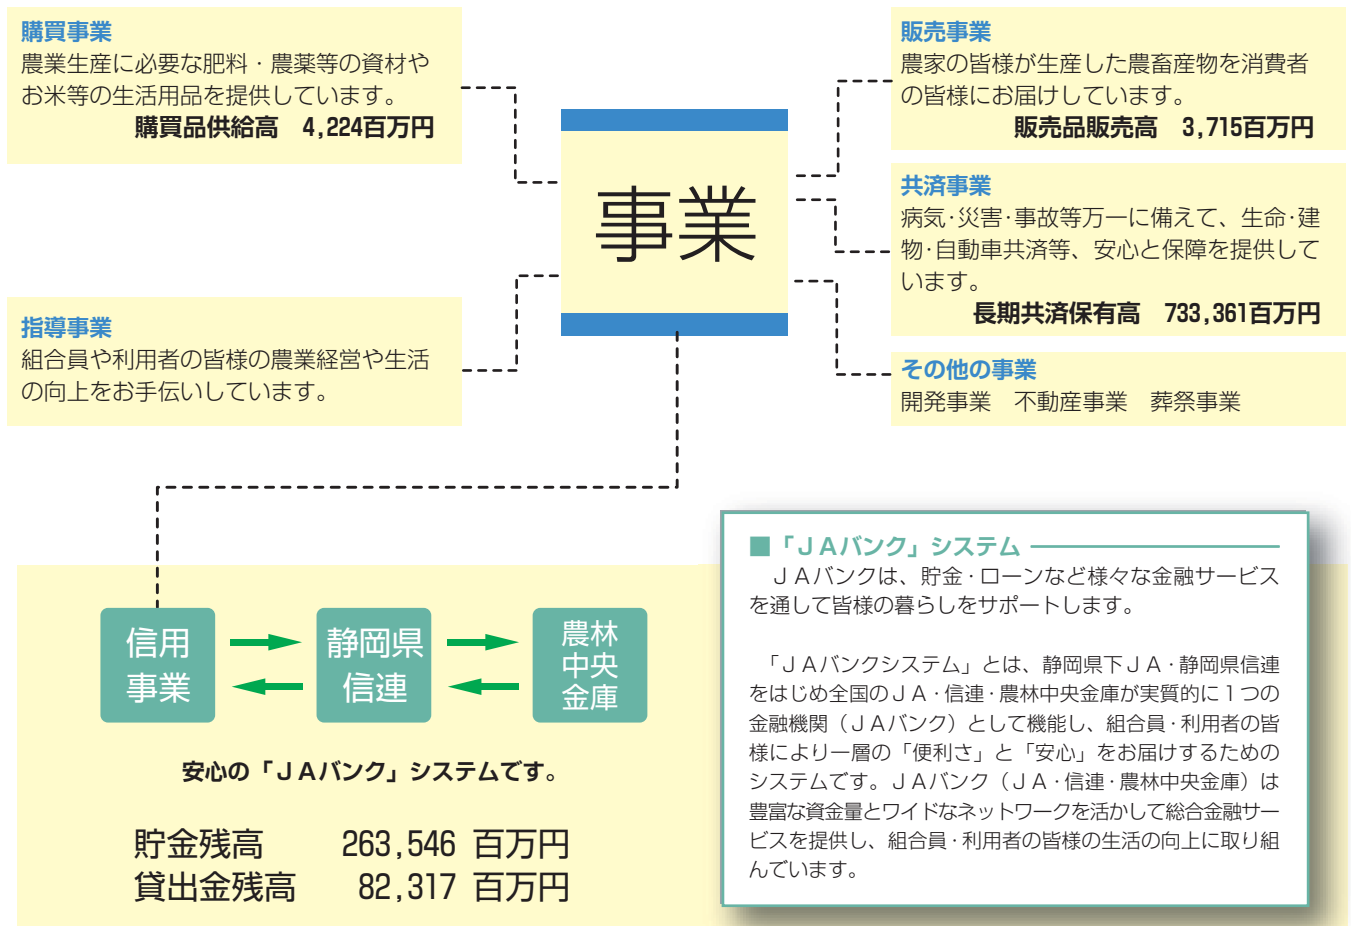 購買事業
農業生産に必要な肥料・農薬等の資材や
お米等の生活用品を提供しています。
購買品供給高　4,224百万円
指導事業
組合員や利用者の皆様の農業経営や生活
の向上をお手伝いしています。
事業
販売事業
農家の皆様が生産した農畜産物を消費者
の皆様にお届けしています。
販売品販売高　3,715百万円
共済事業
病気・災害・事故等万一に備えて、生命・建
物・自動車共済等、安心と保障を提供して
います。
長期共済保有高　733,361百万円
その他の事業
開発事業　不動産事業　葬祭事業
信用
事業
静岡県
信連
農林
中央
金庫
安心の「ＪＡバンク」システムです。
貯金残高　263,546 百万円
貸出金残高　82,317 百万円
■「ＪＡバンク」システム
　ＪＡバンクは、貯金・ローンなど様々な金融サービス
を通して皆様の暮らしをサポートします。
　「ＪＡバンクシステム」とは、静岡県下ＪＡ・静岡県信連
をはじめ全国のＪＡ・信連・農林中央金庫が実質的に１つの
金融機関（ＪＡバンク）として機能し、組合員・利用者の皆
様により一層の「便利さ」と「安心」をお届けするための
システムです。ＪＡバンク（ＪＡ・信連・農林中央金庫）は
豊富な資金量とワイドなネットワークを活かして総合金融サー
ビスを提供し、組合員・利用者の皆様の生活の向上に取り組
んでいます。